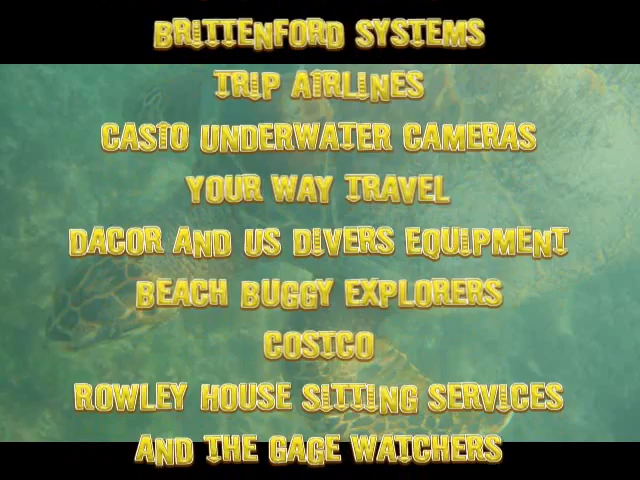 BRITTENFORD SYSTEMS
TRIP AIRLINES
CASIO UNDERWATER CAMERAS
YOUR WAY TRAVEL
DACOR AND US DIVERS EQUIPMENT
BEACH BUGGY EXPLORERS
COSTCO
ROWLEY HOUSE SITTING SERVICES
AND THE GAGE WATCHERS